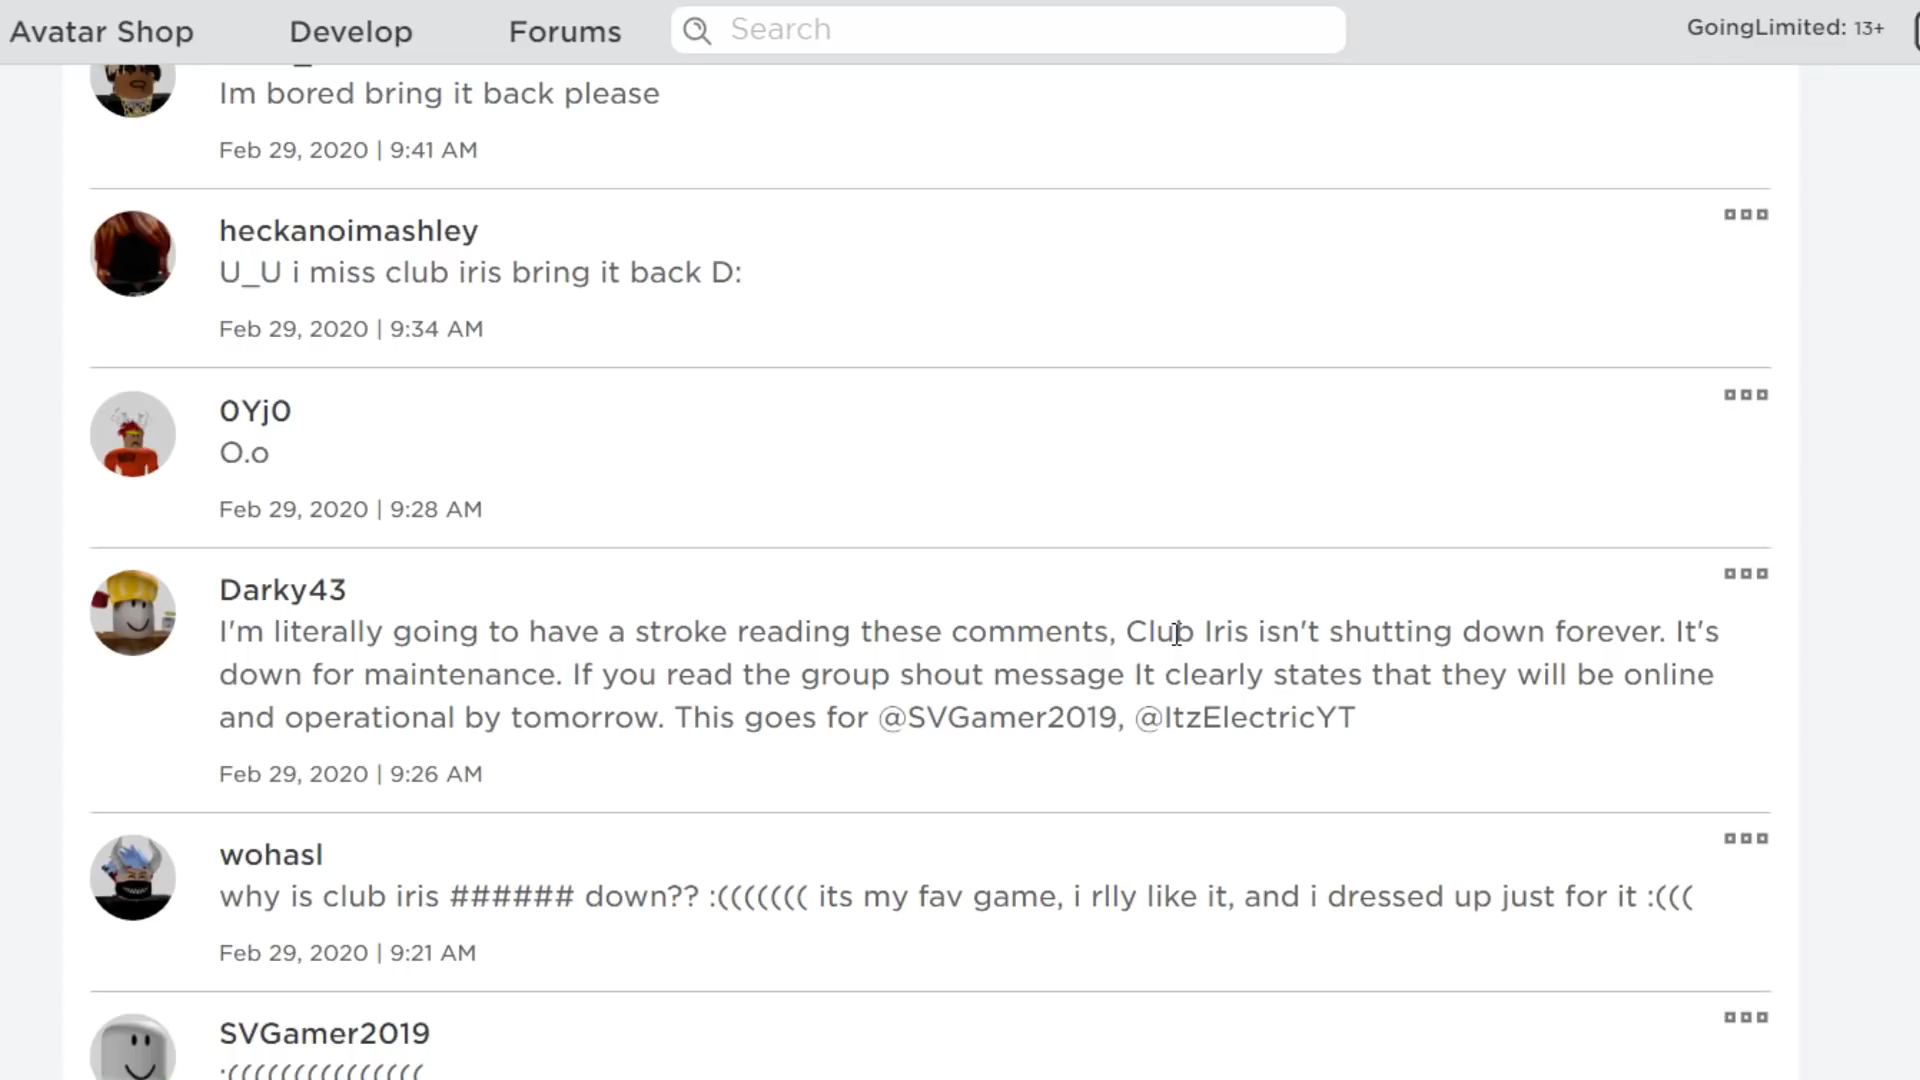 Avatar Shop Develop Forums Search GoingLimited: 13+
Im bored bring it back please
Feb 29, 2020 | 9:41 AM
heckanoimashley
U_U i miss club iris bring it back D:
Feb 29, 2020 | 9:34 AM
0Yj0
O.o
Feb 29, 2020 | 9:28 AM
Darky43
I'm literally going to have a stroke reading these comments, Club Iris isn't shutting down forever. It's
down for maintenance. If you read the group shout message It clearly states that they will be online
and operational by tomorrow. This goes for @SVGamer2019, @ItzElectricYT
Feb 29, 2020 | 9:26 AM
wohasl
why is club iris ###### down?? :((((((( its my fav game, i rlly like it, and i dressed up just for it :(((
Feb 29, 2020 | 9:21 AM
SVGamer2019
:(((((((((((((((